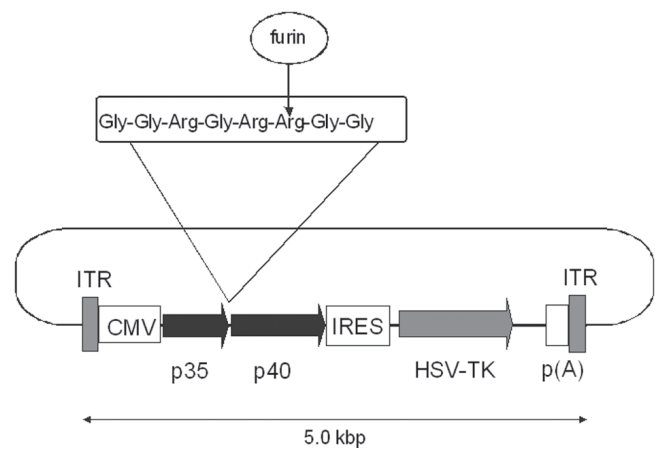 furin
Gly-Gly-Arg-Gly-Arg-Arg-Gly-Gly
ITR
ITR
CMV
IRES
p35
p40
HSV-TK
p(A)
5.0 kbp